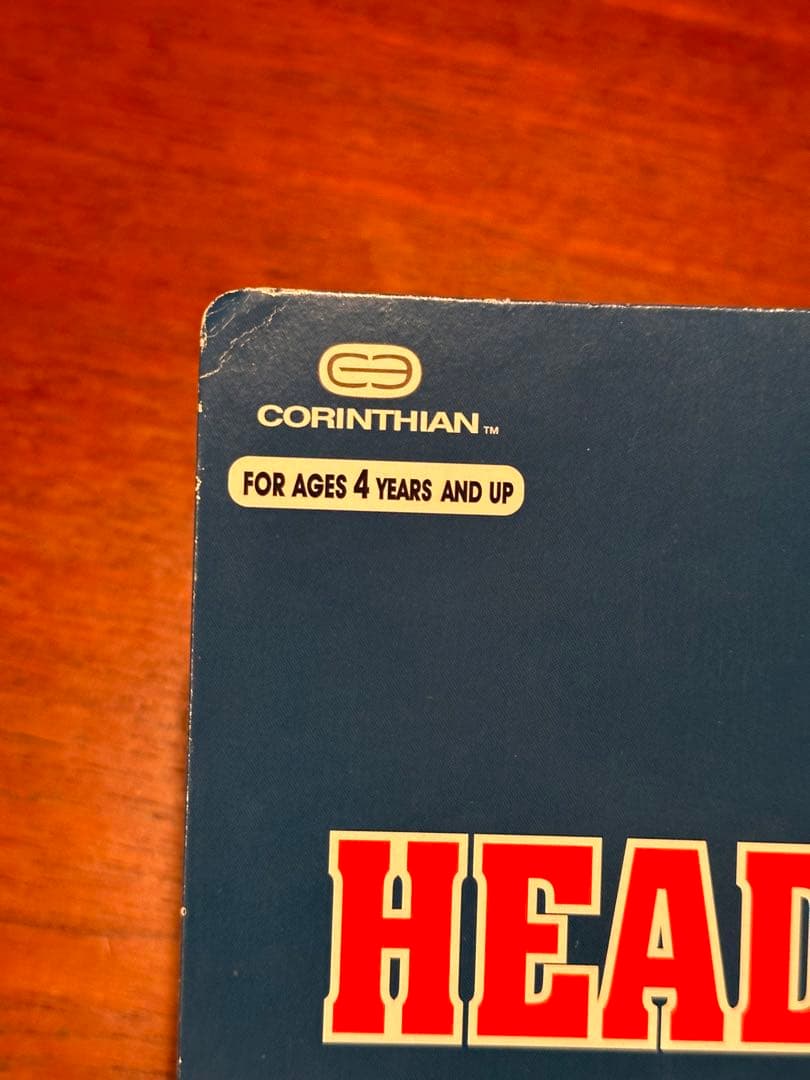 CORINTHIAN™
FOR AGES 4 YEARS AND UP
HEAD